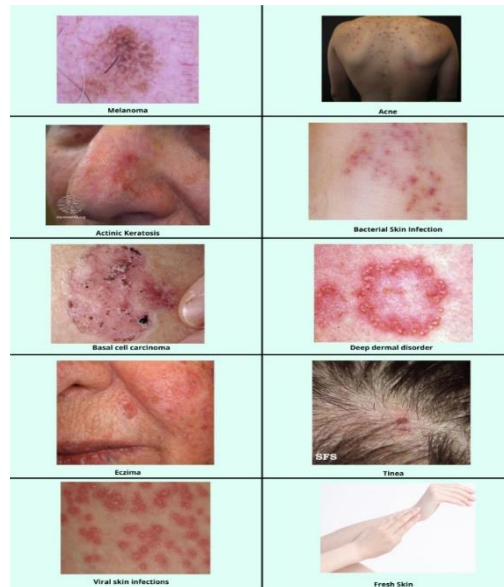 Melanoma
Acne
Actinic Keratosis
Bacterial Skin Infection
Basal cell carcinoma
Deep dermal disorder
Eczema
SFS
Tinea
Viral skin infections
Fresh Skin